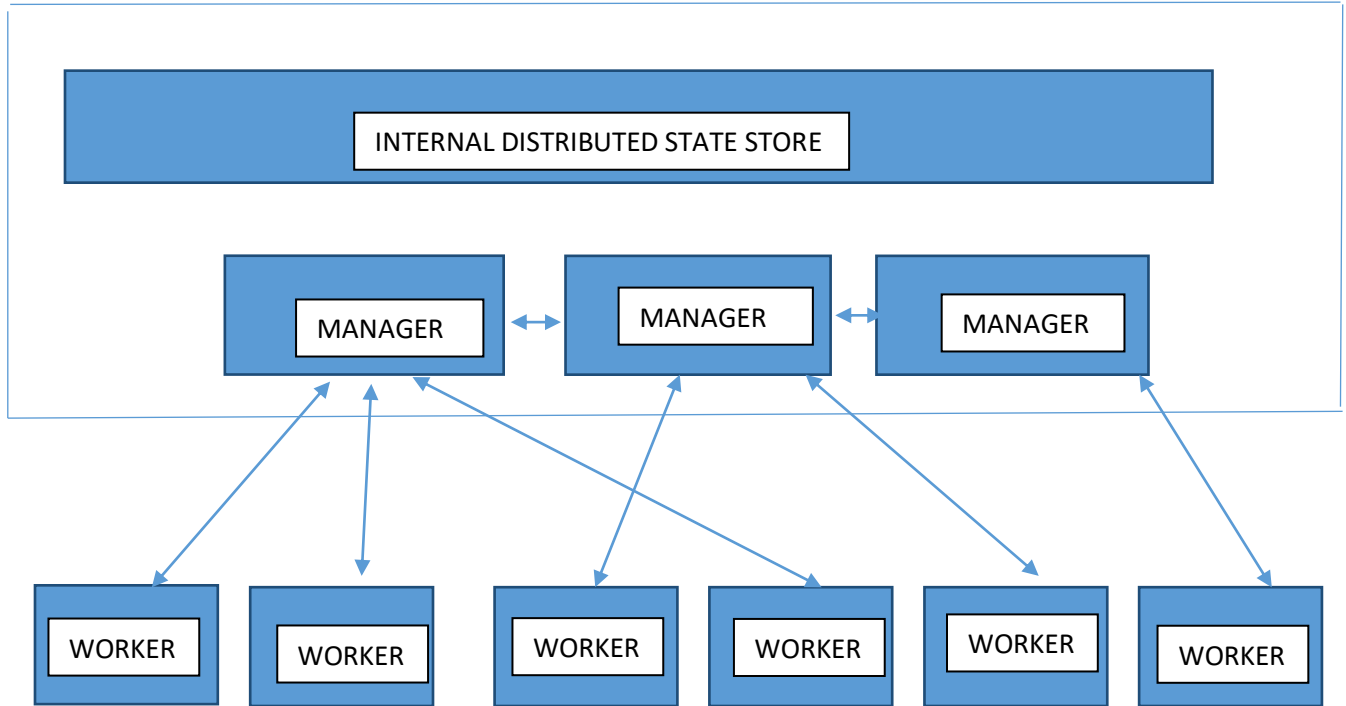 INTERNAL DISTRIBUTED STATE STORE
MANAGER
MANAGER
MANAGER
WORKER
WORKER
WORKER
WORKER
WORKER
WORKER